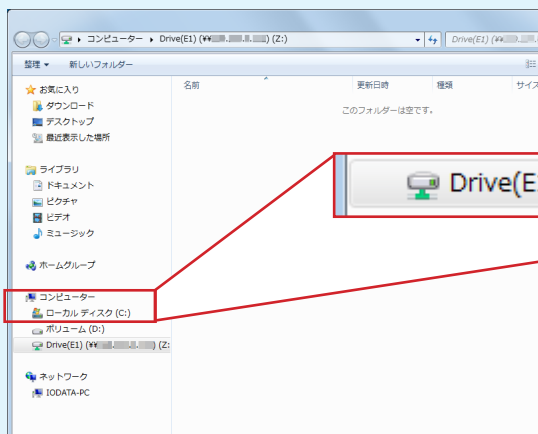 コンピューター ▸ Drive(E1) (¥¥ . . . ) (Z:)
Drive(E1) (¥¥
整理 ▼ 新しいフォルダー
名前 更新日時 種類 サイズ
このフォルダーは空です。
お気に入り
ダウンロード
デスクトップ
最近表示した場所
ライブラリ
ドキュメント
ピクチャ
ビデオ
ミュージック
ホームグループ
Drive(E
コンピューター
ローカル ディスク (C:)
ボリューム (D:)
Drive(E1) (¥¥ . . . ) (Z:
ネットワーク
IODATA-PC